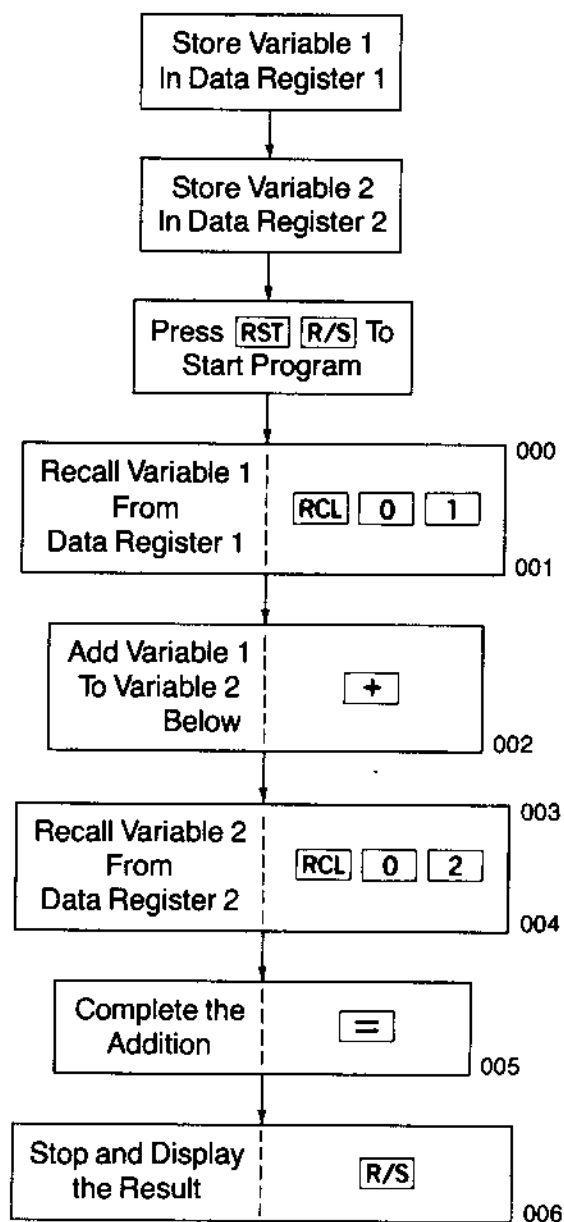 Store Variable 1
In Data Register 1
Store Variable 2
In Data Register 2
Press RST R/S To
Start Program
000
Recall Variable 1
From
Data Register 1
RCL 0 1
001
Add Variable 1
To Variable 2
Below
+
002
003
Recall Variable 2
From
Data Register 2
RCL 0 2
004
Complete the
Addition
=
005
Stop and Display
the Result
R/S
006